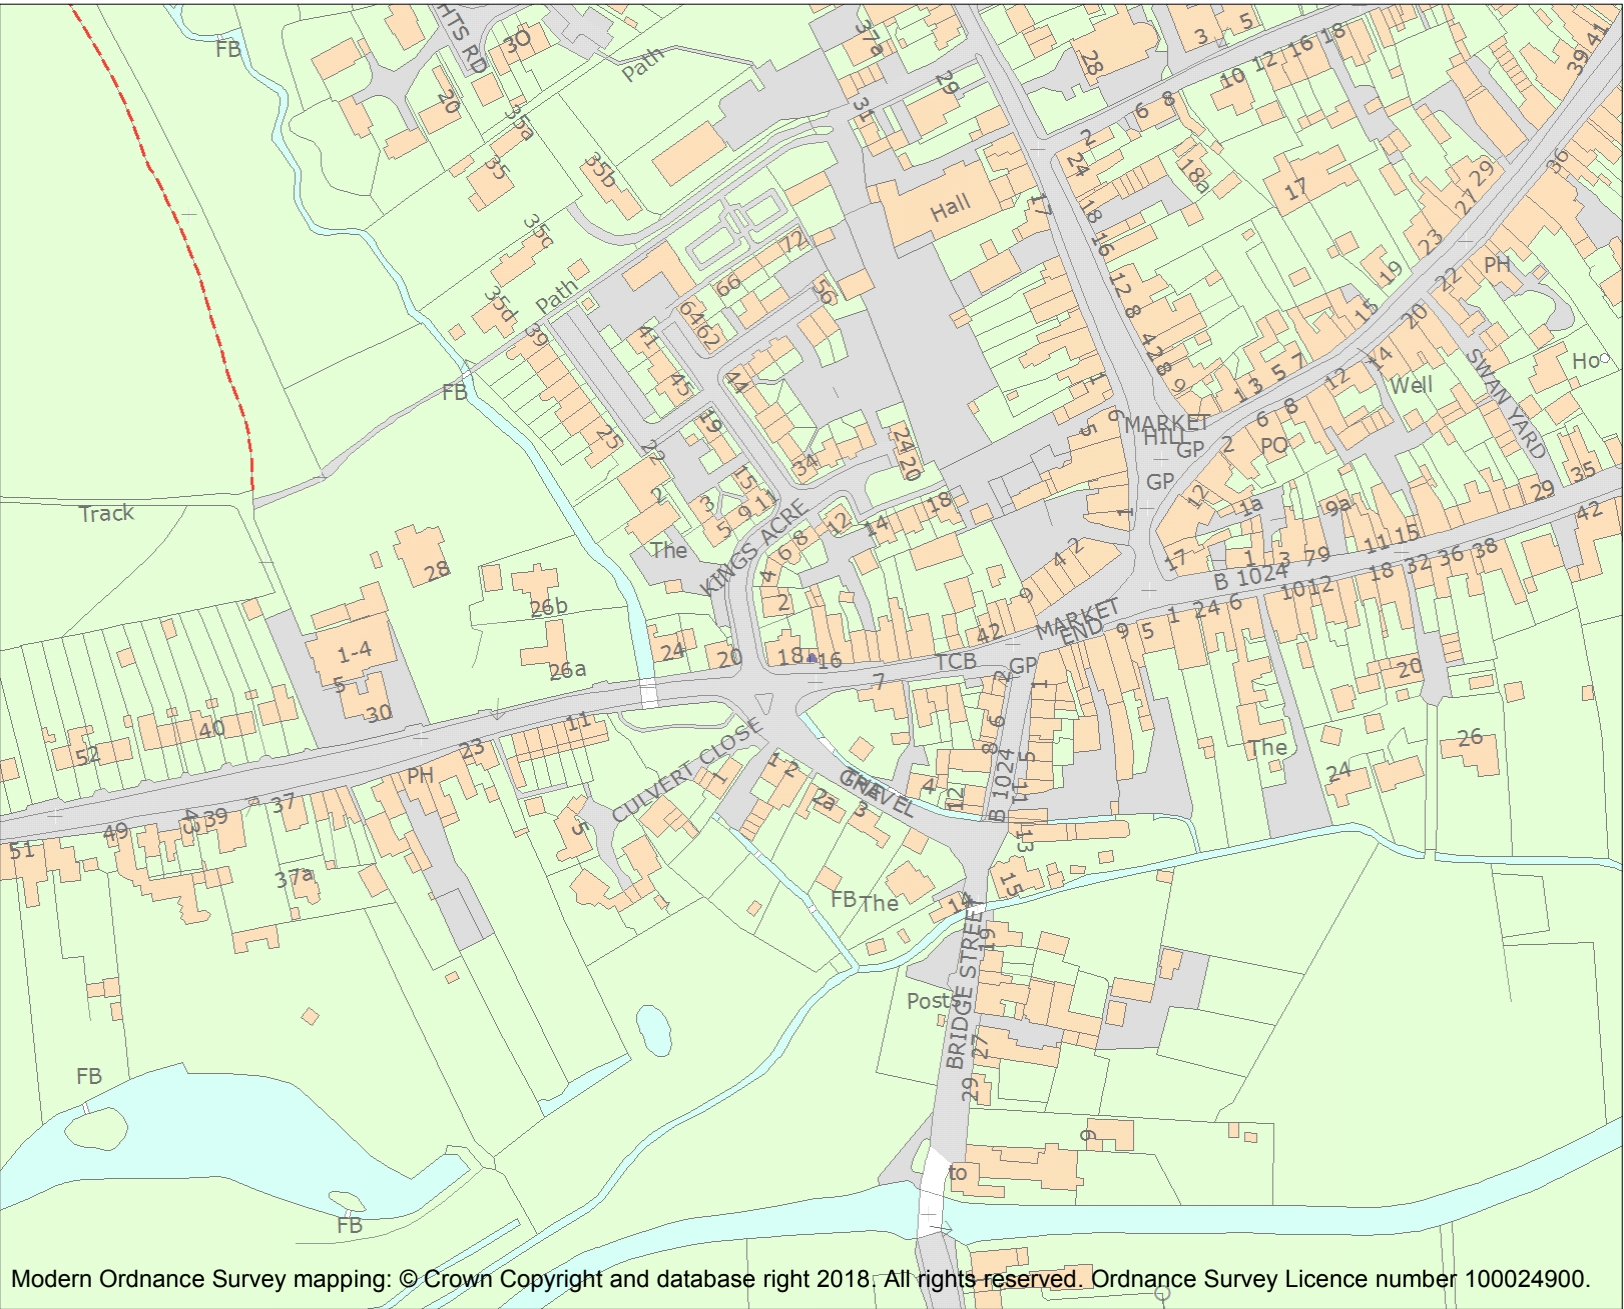 HTS RD
30
37a
3 5
FB
Path
28
10 12 16 18
39 41
20
35a
29
31
6 8
2
24
36
35
35b
18a
17
29
27
Hall
17
18
16
35c
72
23
19
22
PH
Path
66
56
12
8
35d
39
64 62
41
15
20
SWAN YARD
Ho
4 2 8
7
14
FB
45
44
1
9
1 3 5
12
Well
19
6
MARKET
HILL
6 8
25
22
5
24
20
GP
2
PO
34
15
GP
35
2
3
9 11
12
1a
9a
29
42
Track
5
12
14
18
1
The
KINGS ACRE
8
6
4
4 2
17
1 3 7 9
11 15
28
B 1024
10 12
18 32 36 38
26b
2
9
MARKET
END
9 5 1 24 6
42
1-4
24
20
18
16
TCB
GP
20
26a
5
30
7
2
1
40
11
52
23
CULVERT CLOSE
6
8
5
The
26
PH
1
1 2
THE
GRAVEL
4
12
B 1024
11
24
2a
3
49
43
39
37
5
13
51
37a
15
FB
The
14
19
Posts
BRIDGE STREET
27
29
FB
9
to
FB
Modern Ordnance Survey mapping: © Crown Copyright and database right 2018. All rights reserved. Ordnance Survey Licence number 100024900.